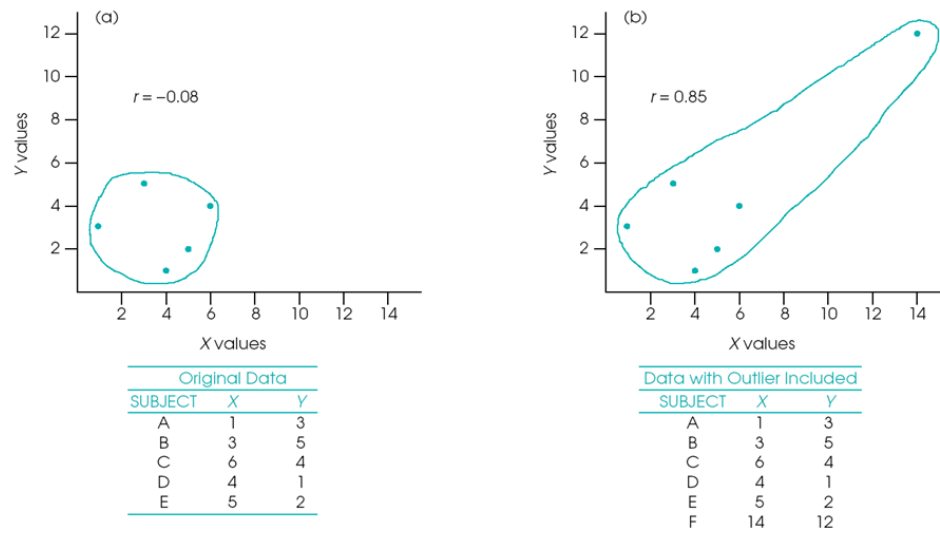 (a)
12
10
8
6
4
2
Y values
r = −0.08
2 4 6 8 10 12 14
X values
Original Data
SUBJECT X Y
A 1 3
B 3 5
C 6 4
D 4 1
E 5 2
(b)
12
10
8
6
4
2
Y values
r = 0.85
2 4 6 8 10 12 14
X values
Data with Outlier Included
SUBJECT X Y
A 1 3
B 3 5
C 6 4
D 4 1
E 5 2
F 14 12